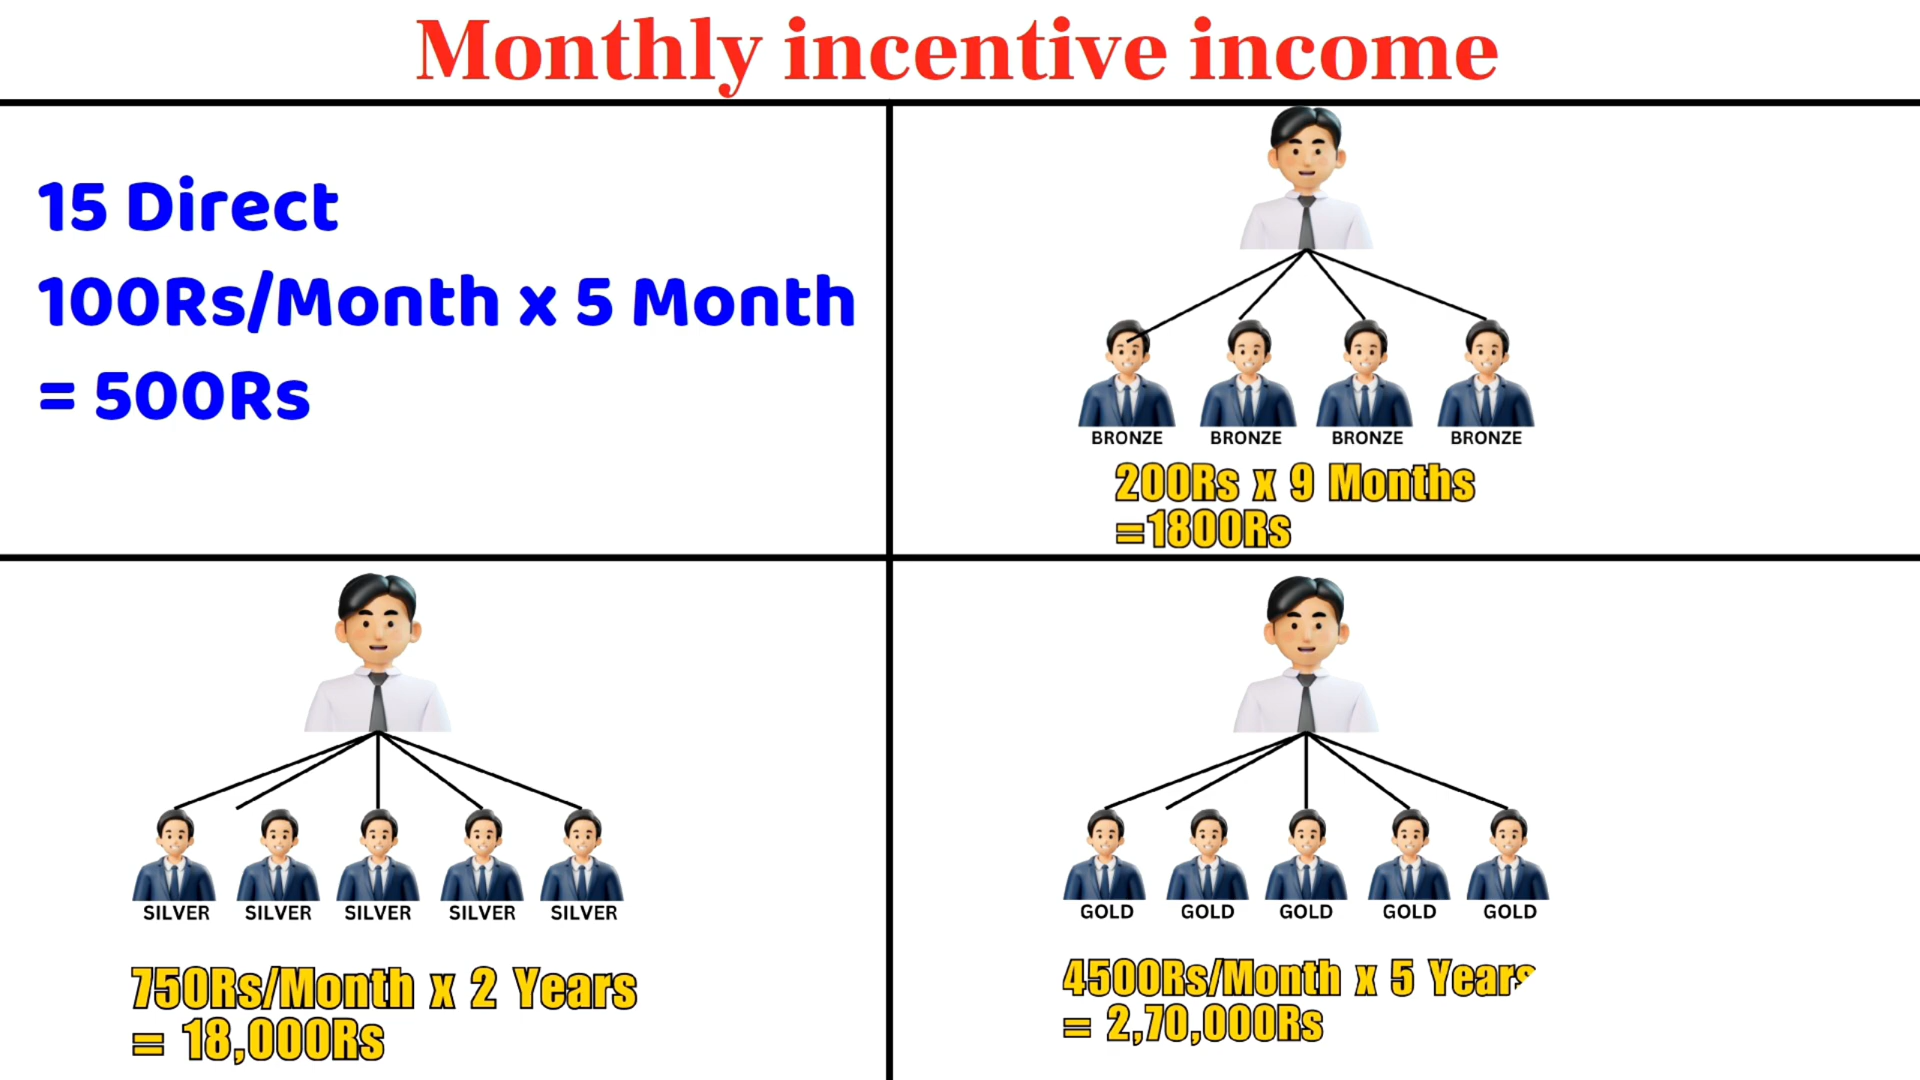 Monthly incentive income
15 Direct
100Rs/Month x 5 Month
= 500Rs
BRONZE BRONZE BRONZE BRONZE
200Rs x 9 Months
=1800Rs
SILVER SILVER SILVER SILVER SILVER
750Rs/Month x 2 Years
= 18,000Rs
GOLD GOLD GOLD GOLD GOLD
4500Rs/Month x 5 Years
= 2,70,000Rs